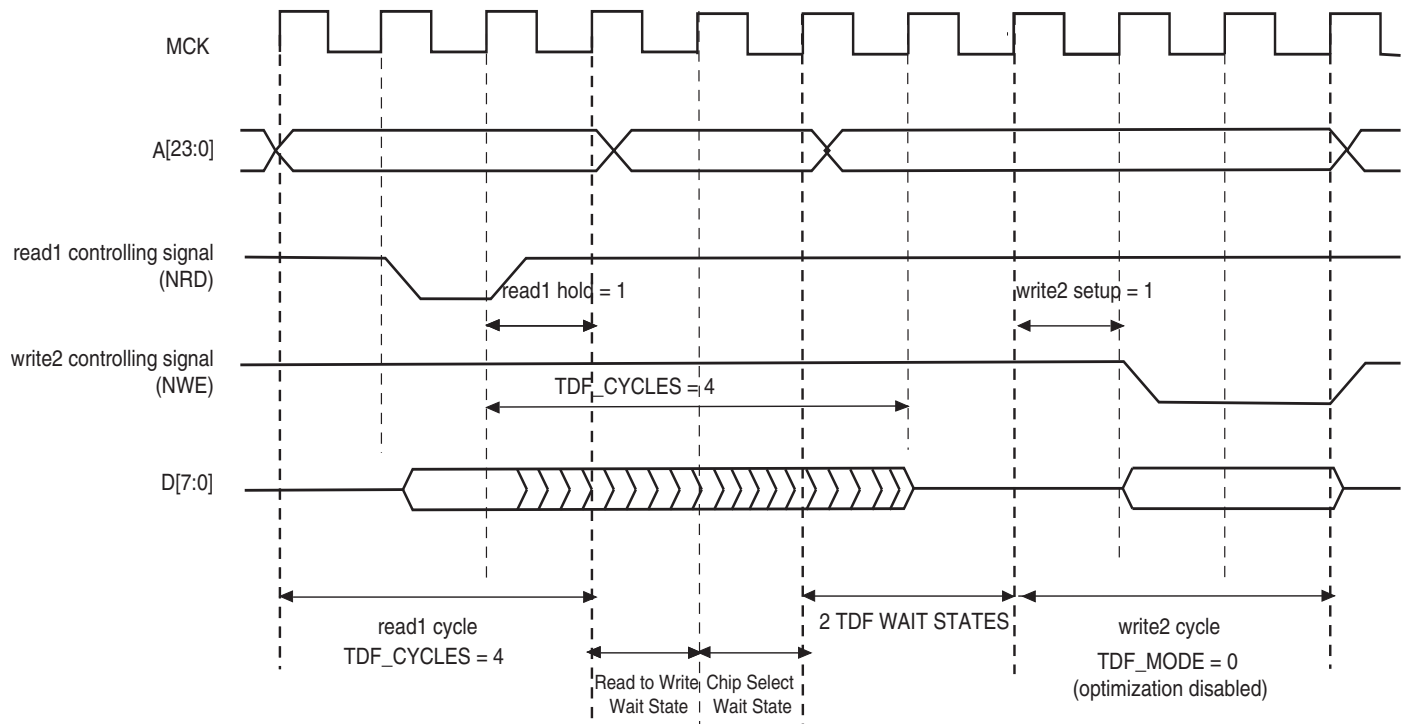 MCK
A[23:0]
read1 controlling signal
(NRD)
read1 hold = 1
write2 setup = 1
write2 controlling signal
(NWE)
TDF_CYCLES = 4
D[7:0]
read1 cycle
TDF_CYCLES = 4
2 TDF WAIT STATES
write2 cycle
TDF_MODE = 0
(optimization disabled)
Read to Write
Wait State
Chip Select
Wait State